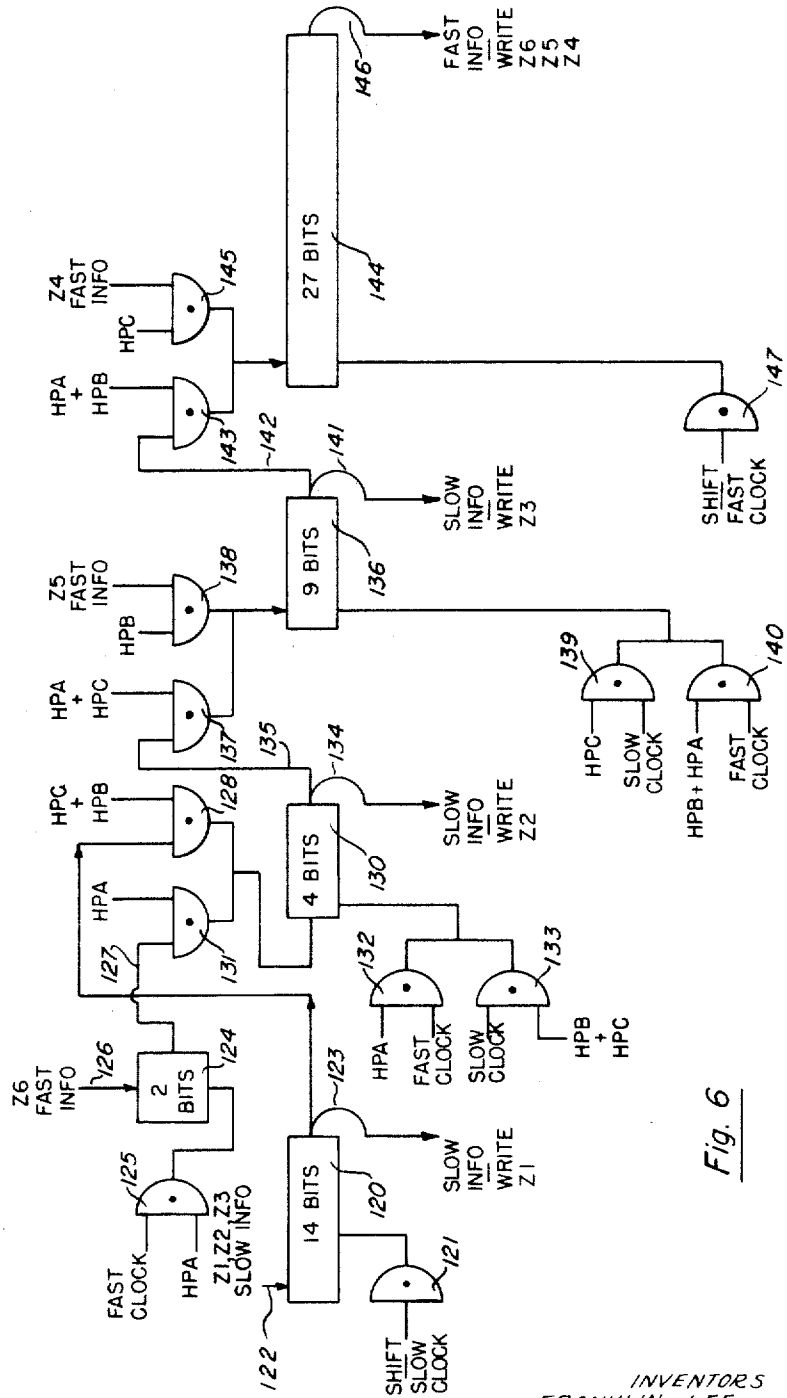 Z6
FAST
INFO
126
2
BITS
124
127
FAST
CLOCK
125
HPA
Z1,Z2,Z3
SLOW INFO
122
14 BITS
120
123
SHIFT
SLOW
CLOCK
121
SLOW
INFO
WRITE
Z1
HPA
131
HPC
+
HPB
128
4 BITS
130
134
135
HPA
FAST
CLOCK
132
SLOW
CLOCK
133
HPB
+
HPC
SLOW
INFO
WRITE
Z2
HPA
+
HPC
137
HPB
Z5
FAST
INFO
138
9 BITS
136
141
142
HPC
SLOW
CLOCK
139
HPB+HPA
FAST
CLOCK
140
SLOW
INFO
WRITE
Z3
HPA
+
HPB
143
HPC
Z4
FAST
INFO
145
27 BITS
144
146
SHIFT
FAST
CLOCK
147
FAST
INFO
WRITE
Z6
Z5
Z4
Fig. 6
INVENTORS